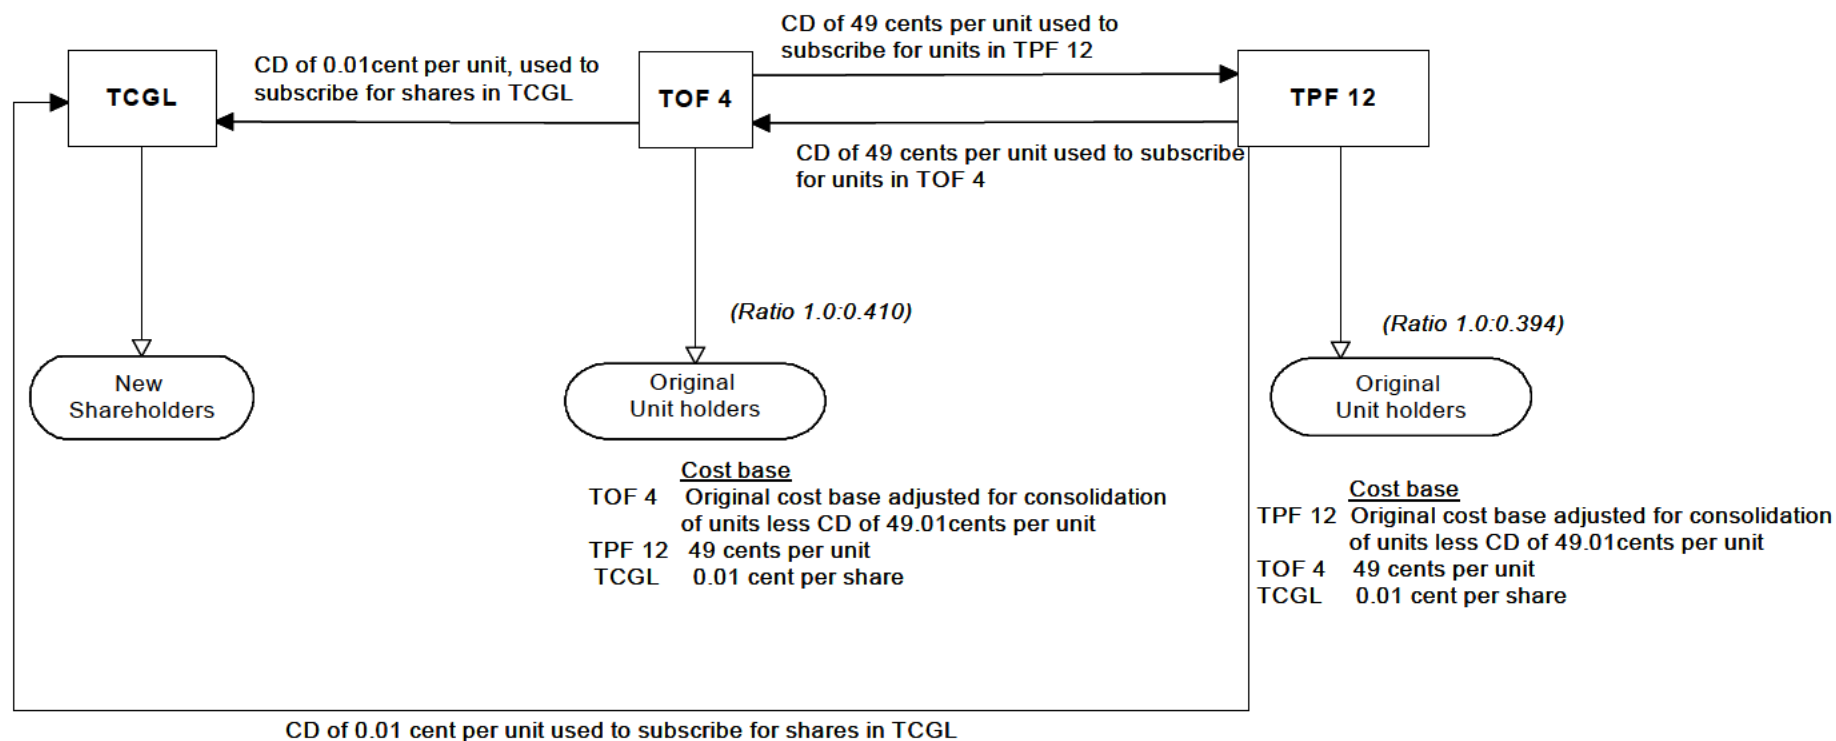 CD of 49 cents per unit used to
subscribe for units in TPF 12
CD of 0.01cent per unit, used to
subscribe for shares in TCGL
TCGL
TOF 4
TPF 12
CD of 49 cents per unit used to subscribe
for units in TOF 4
(Ratio 1.0:0.410)
(Ratio 1.0:0.394)
New
Shareholders
Original
Unit holders
Original
Unit holders
Cost base
TOF 4 Original cost base adjusted for consolidation
of units less CD of 49.01cents per unit
TPF 12 49 cents per unit
TCGL 0.01 cent per share
Cost base
TPF 12 Original cost base adjusted for consolidation
of units less CD of 49.01cents per unit
TOF 4 49 cents per unit
TCGL 0.01 cent per share
CD of 0.01 cent per unit used to subscribe for shares in TCGL